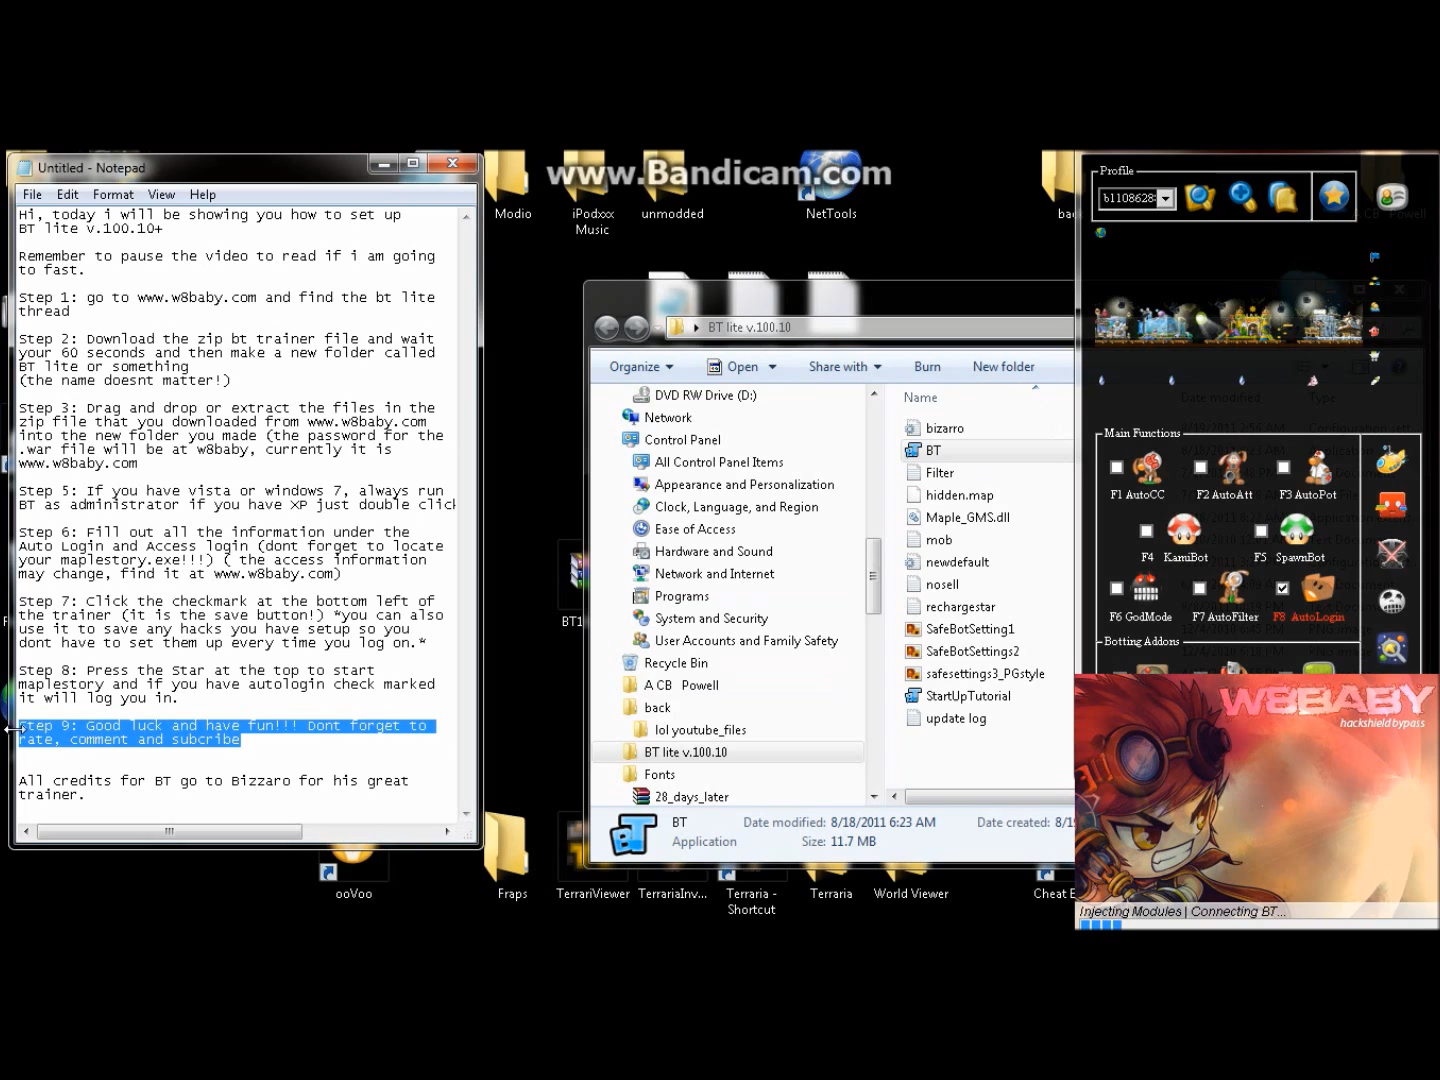 www.Bandicam.com
Untitled - Notepad
File Edit Format View Help
Hi, today i will be showing you how to set up
BT lite v.100.10+
Remember to pause the video to read if i am going
to fast.
Step 1: go to www.w8baby.com and find the bt lite
thread
Step 2: Download the zip bt trainer file and wait
your 60 seconds and then make a new folder called
BT lite or something
(the name doesnt matter!)
Step 3: Drag and drop or extract the files in the
zip file that you downloaded from www.w8baby.com
into the new folder you made (the password for the
.war file will be at w8baby, currently it is
www.w8baby.com
Step 5: If you have vista or windows 7, always run
BT as administrator if you have XP just double click
Step 6: Fill out all the information under the
Auto Login and Access login (dont forget to locate
your maplestory.exe!!!) ( the access information
may change, find it at www.w8baby.com)
Step 7: Click the checkmark at the bottom left of
the trainer (it is the save button!) *you can also
use it to save any hacks you have setup so you
dont have to set them up every time you log on.*
Step 8: Press the Star at the top to start
maplestory and if you have autologin check marked
it will log you in.
Step 9: Good luck and have fun!!! Dont forget to
rate, comment and subcribe
All credits for BT go to Bizzaro for his great
trainer.
Modio
iPodxxx
Music
unmodded
NetTools
BT1
ooVoo
Fraps
TerrariViewer
TerrariaInv...
Terraria -
Shortcut
Terraria
World Viewer
Cheat E
BT lite v.100.10
Organize Open Share with Burn New folder
DVD RW Drive (D:)
Network
Control Panel
All Control Panel Items
Appearance and Personalization
Clock, Language, and Region
Ease of Access
Hardware and Sound
Network and Internet
Programs
System and Security
User Accounts and Family Safety
Recycle Bin
A CB Powell
back
lol youtube_files
BT lite v.100.10
Fonts
28_days_later
Name
bizarro
BT
Filter
hidden.map
Maple_GMS.dll
mob
newdefault
nosell
rechargestar
SafeBotSetting1
SafeBotSettings2
safesettings3_PGstyle
StartUpTutorial
update log
BT Date modified: 8/18/2011 6:23 AM Date created: 8/1
Application Size: 11.7 MB
Profile
b1108628
Main Functions
F1 AutoCC F2 AutoAtt F3 AutoPot
F4 KamiBot F5 SpawnBot
F6 GodMode F7 AutoFilter F8 AutoLogin
Botting Addons
W8BABY
hackshield bypass
Injecting Modules | Connecting BT...